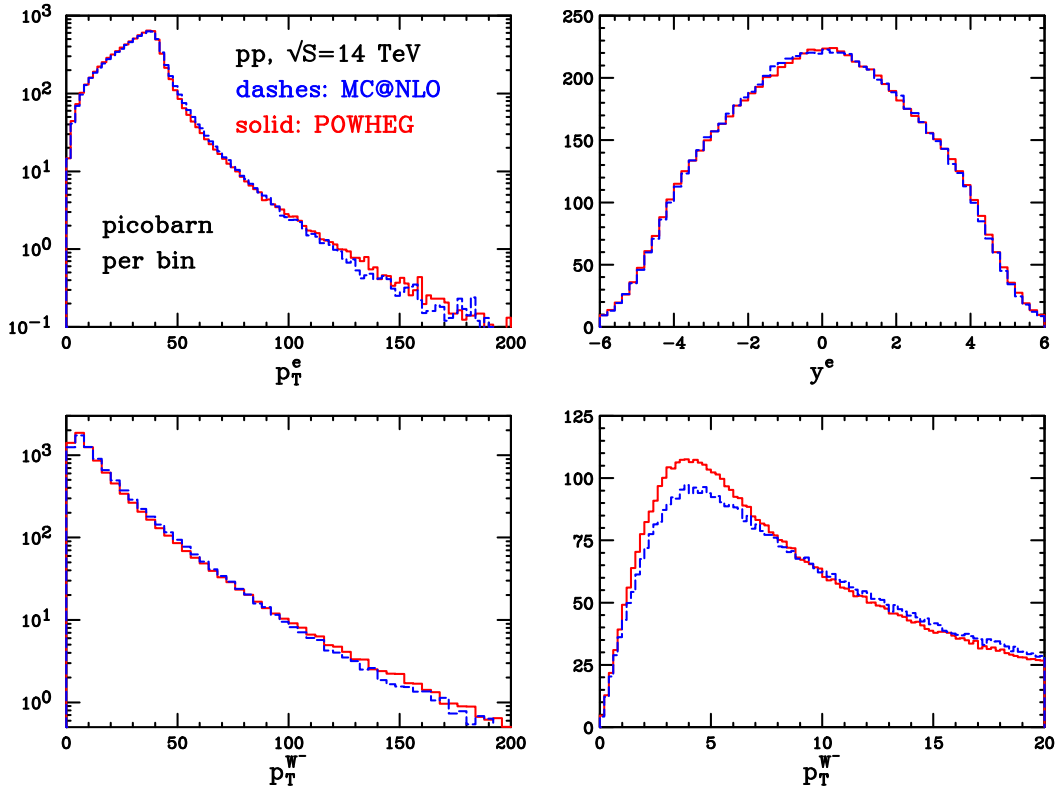 10³
10²
10¹
10⁰
10⁻¹
pp, √S=14 TeV
dashes: MC@NLO
solid: POWHEG
picobarn
per bin
0 50 100 150 200
p_T^e
250
200
150
100
50
0
−6 −4 −2 0 2 4 6
y^e
10³
10²
10¹
10⁰
0 50 100 150 200
p_T^{W⁻}
125
100
75
50
25
0
0 5 10 15 20
p_T^{W⁻}